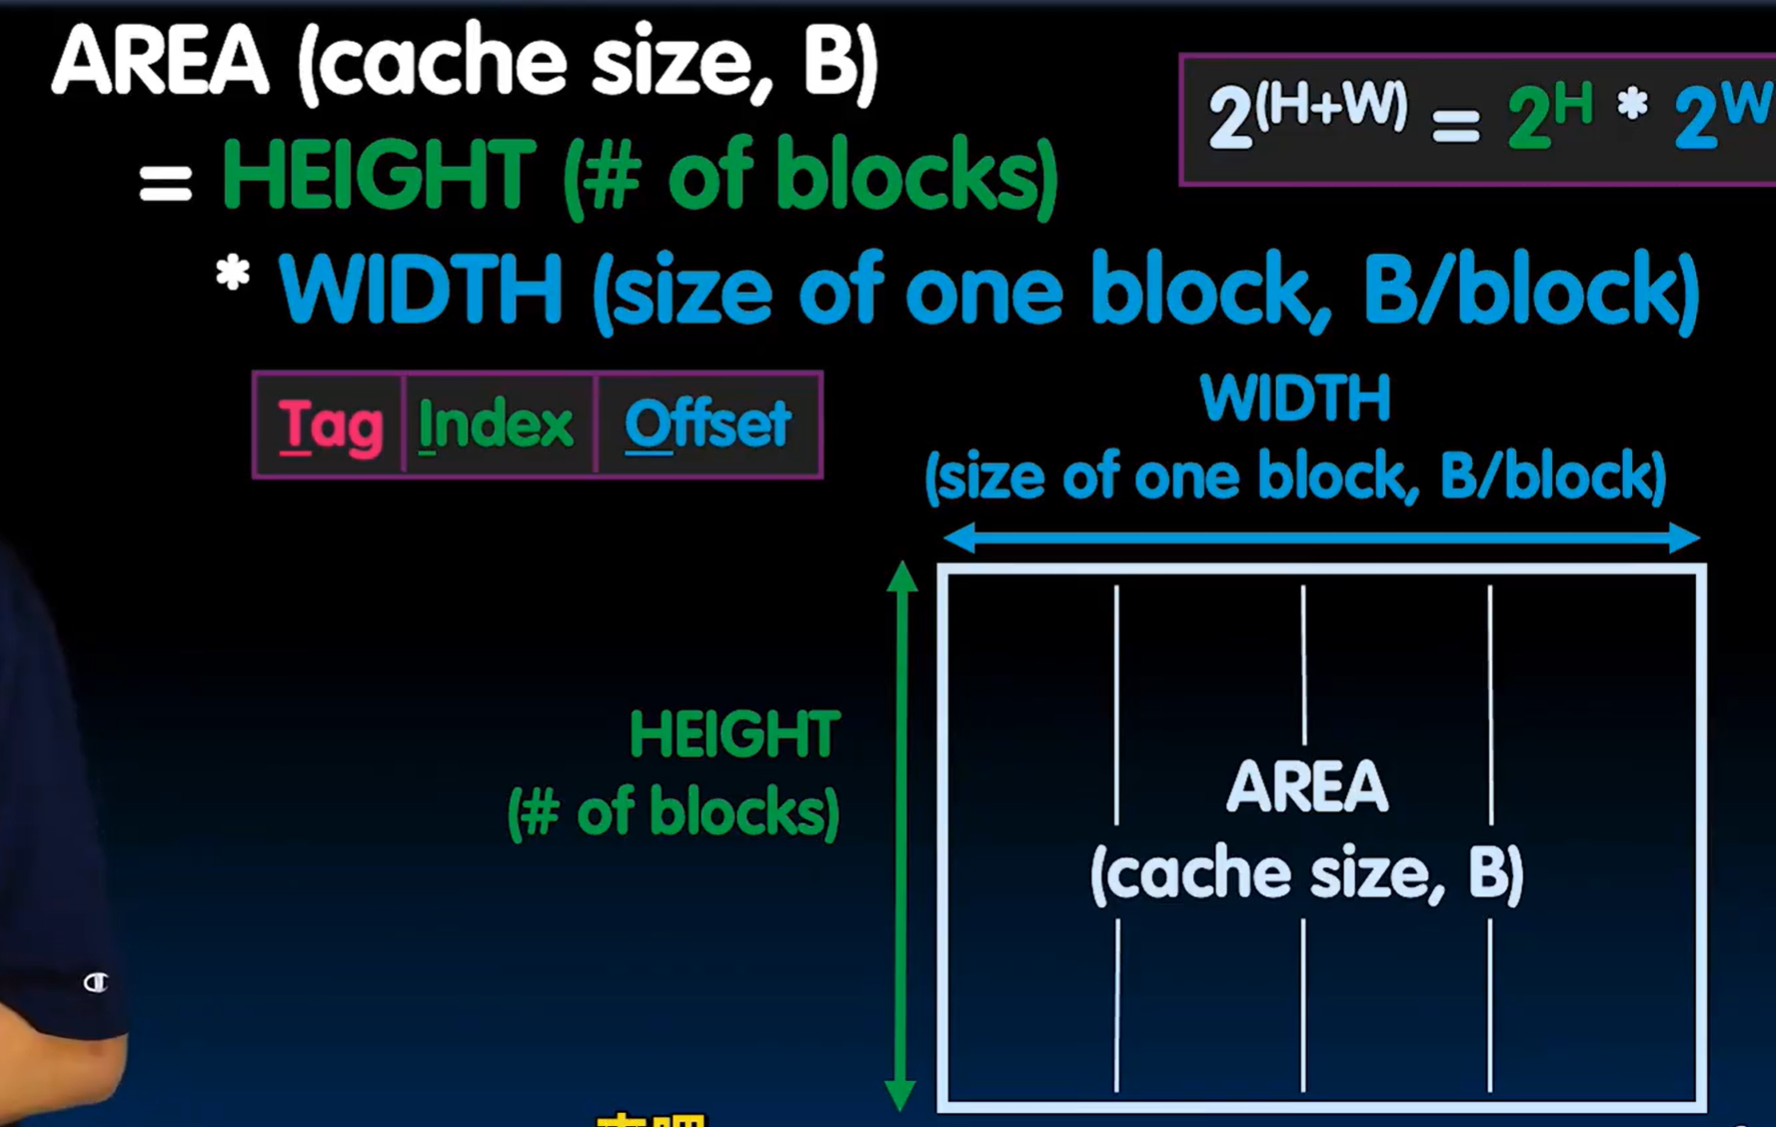 AREA (cache size, B)
2^(H+W) = 2^H * 2^W
= HEIGHT (# of blocks)
* WIDTH (size of one block, B/block)
Tag Index Offset
WIDTH
(size of one block, B/block)
HEIGHT
(# of blocks)
AREA
(cache size, B)